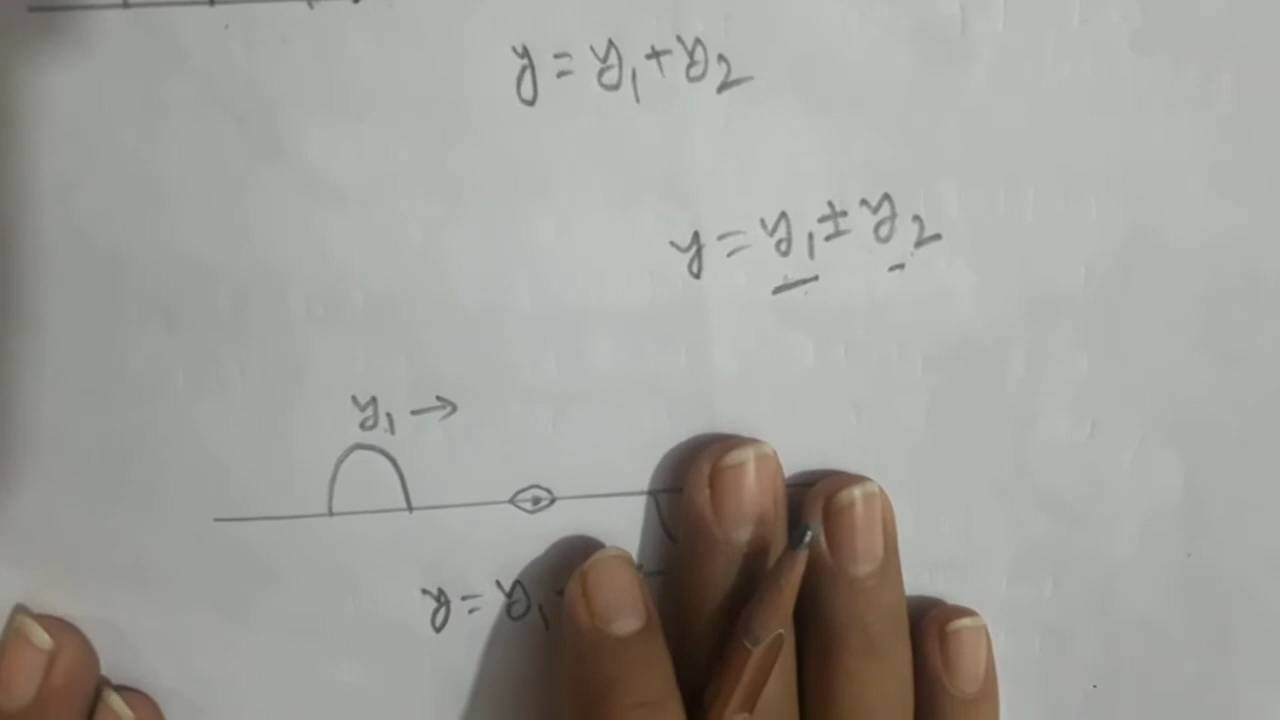 y = y₁ + y₂
y = y₁ ± y₂
y₁ →
y = y₁